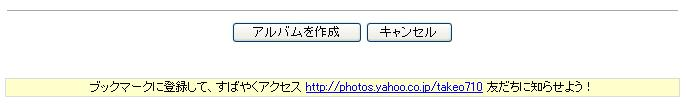 アルバムを作成 キャンセル
ブックマークに登録して、すばやくアクセス http://photos.yahoo.co.jp/takeo710 友だちに知らせよう！